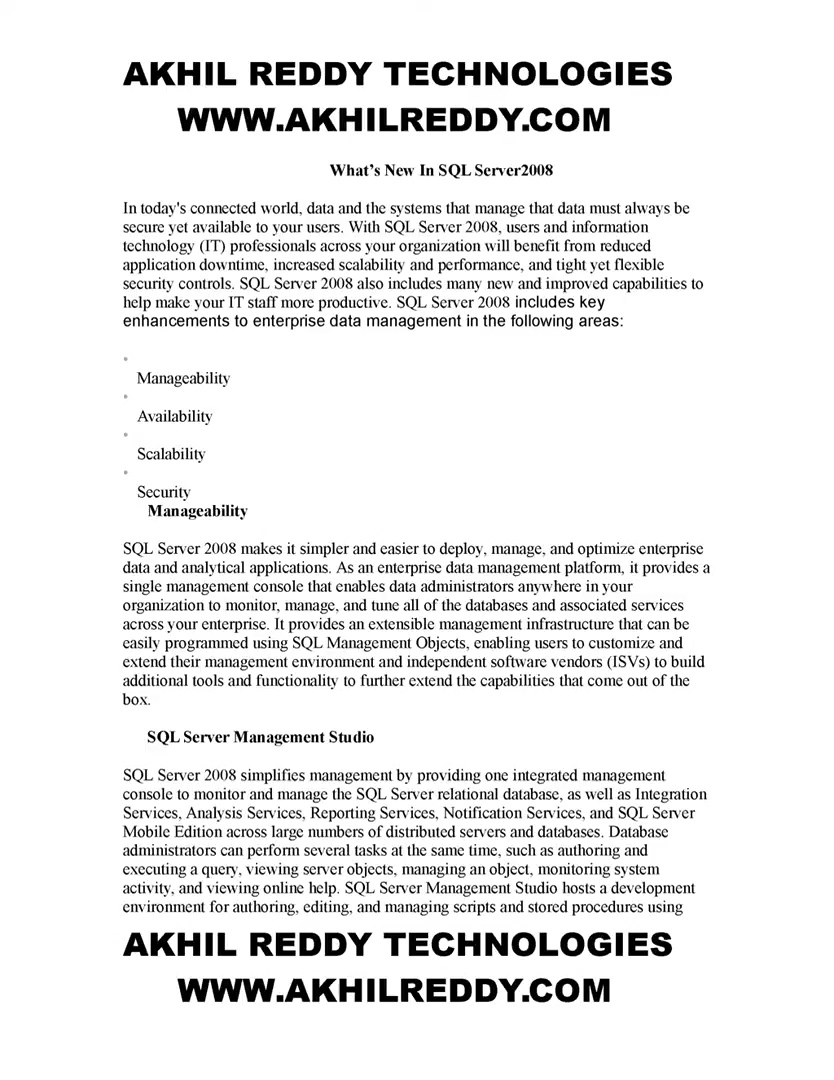 AKHIL REDDY TECHNOLOGIES
WWW.AKHILREDDY.COM
What’s New In SQL Server2008
In today's connected world, data and the systems that manage that data must always be
secure yet available to your users. With SQL Server 2008, users and information
technology (IT) professionals across your organization will benefit from reduced
application downtime, increased scalability and performance, and tight yet flexible
security controls. SQL Server 2008 also includes many new and improved capabilities to
help make your IT staff more productive. SQL Server 2008 includes key
enhancements to enterprise data management in the following areas:
•
Manageability
•
Availability
•
Scalability
•
Security
Manageability
SQL Server 2008 makes it simpler and easier to deploy, manage, and optimize enterprise
data and analytical applications. As an enterprise data management platform, it provides a
single management console that enables data administrators anywhere in your
organization to monitor, manage, and tune all of the databases and associated services
across your enterprise. It provides an extensible management infrastructure that can be
easily programmed using SQL Management Objects, enabling users to customize and
extend their management environment and independent software vendors (ISVs) to build
additional tools and functionality to further extend the capabilities that come out of the
box.
SQL Server Management Studio
SQL Server 2008 simplifies management by providing one integrated management
console to monitor and manage the SQL Server relational database, as well as Integration
Services, Analysis Services, Reporting Services, Notification Services, and SQL Server
Mobile Edition across large numbers of distributed servers and databases. Database
administrators can perform several tasks at the same time, such as authoring and
executing a query, viewing server objects, managing an object, monitoring system
activity, and viewing online help. SQL Server Management Studio hosts a development
environment for authoring, editing, and managing scripts and stored procedures using
AKHIL REDDY TECHNOLOGIES
WWW.AKHILREDDY.COM